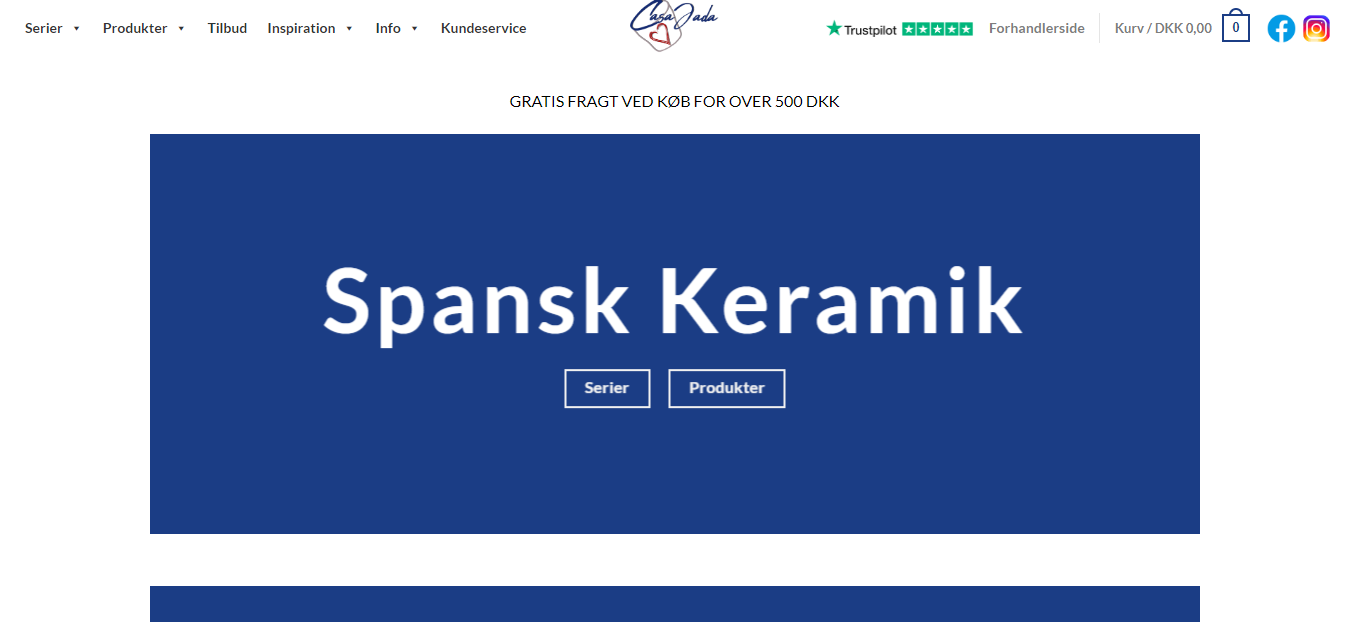 Serier Produkter Tilbud Inspiration Info Kundeservice
Casa Jada
Trustpilot Forhandlerside Kurv / DKK 0,00 0
GRATIS FRAGT VED KØB FOR OVER 500 DKK
Spansk Keramik
Serier Produkter